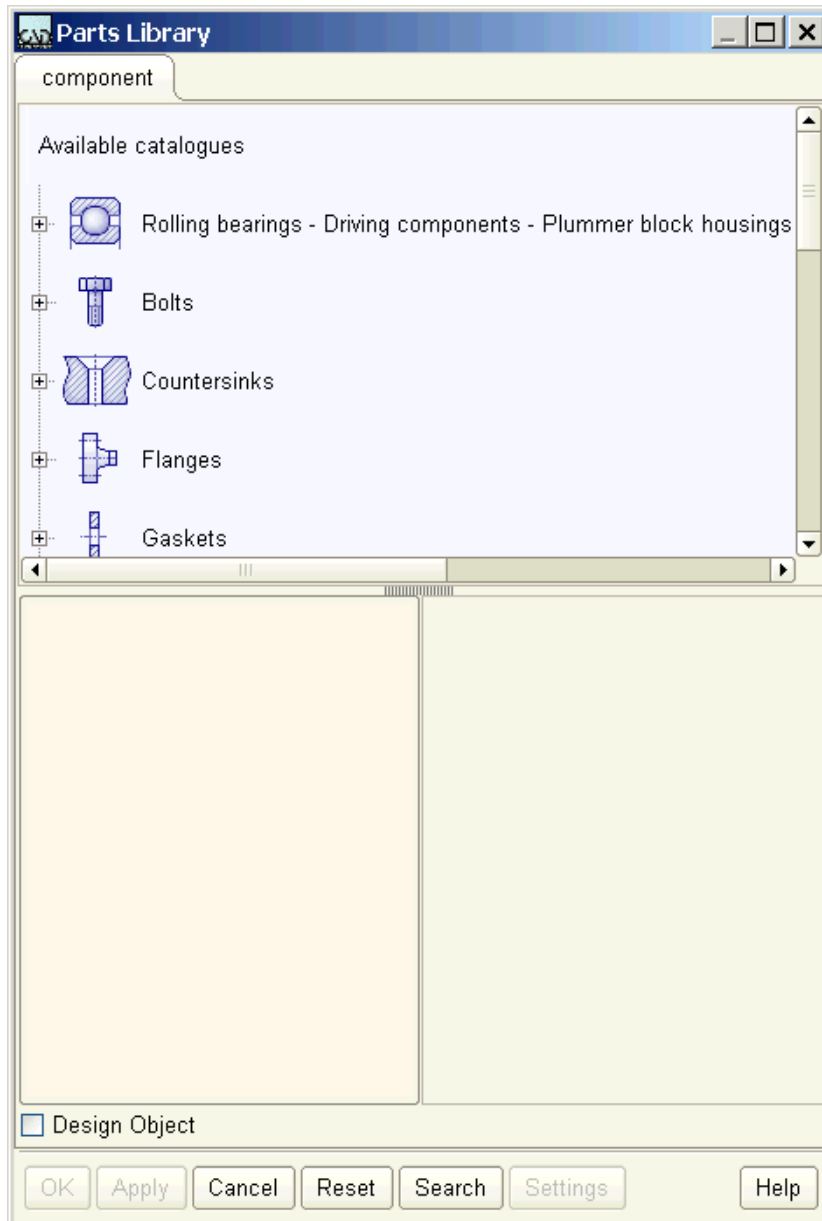 CAD Parts Library
component
Available catalogues
Rolling bearings - Driving components - Plummer block housings
Bolts
Countersinks
Flanges
Gaskets
Design Object
OK Apply Cancel Reset Search Settings Help